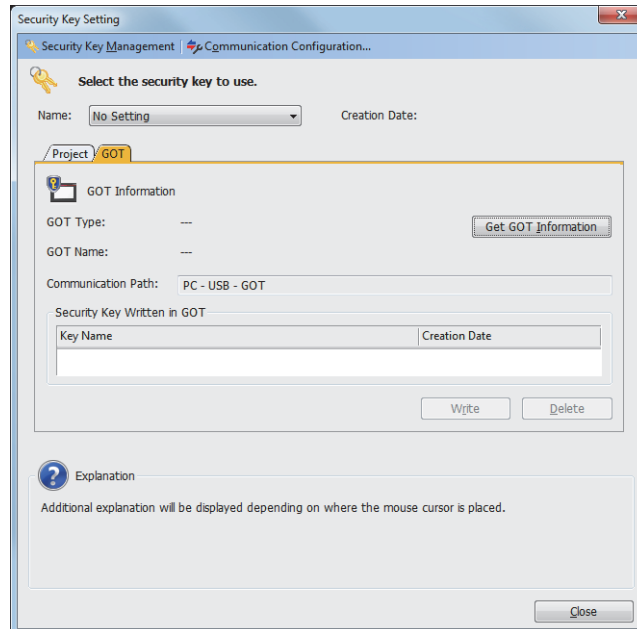 Security Key Setting
Security Key Management Communication Configuration...
Select the security key to use.
Name: No Setting Creation Date:
Project GOT
GOT Information
GOT Type: --- Get GOT Information
GOT Name: ---
Communication Path: PC - USB - GOT
Security Key Written in GOT
Key Name Creation Date
Write Delete
Explanation
Additional explanation will be displayed depending on where the mouse cursor is placed.
Close